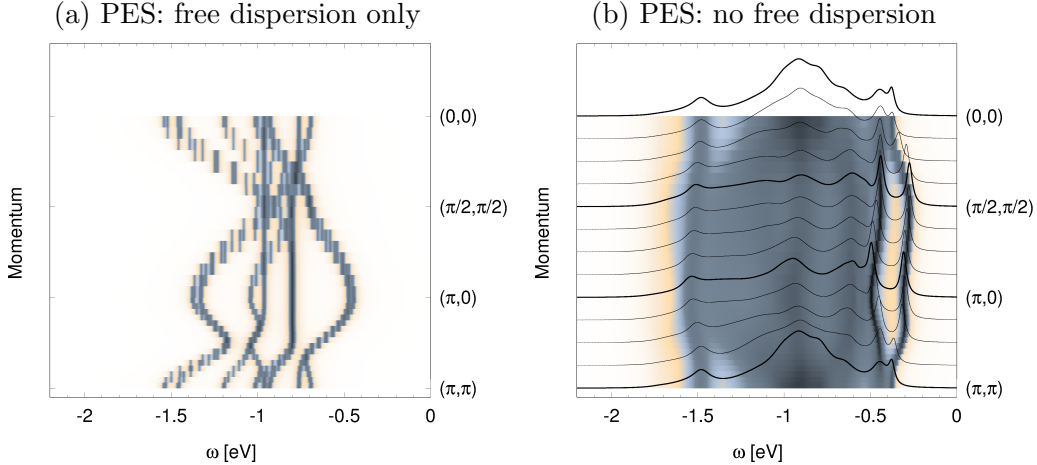 (a) PES: free dispersion only
(0,0)
(π/2,π/2)
(π,0)
(π,π)
Momentum
-2
-1.5
-1
-0.5
0
ω [eV]
(b) PES: no free dispersion
(0,0)
(π/2,π/2)
(π,0)
(π,π)
Momentum
-2
-1.5
-1
-0.5
0
ω [eV]